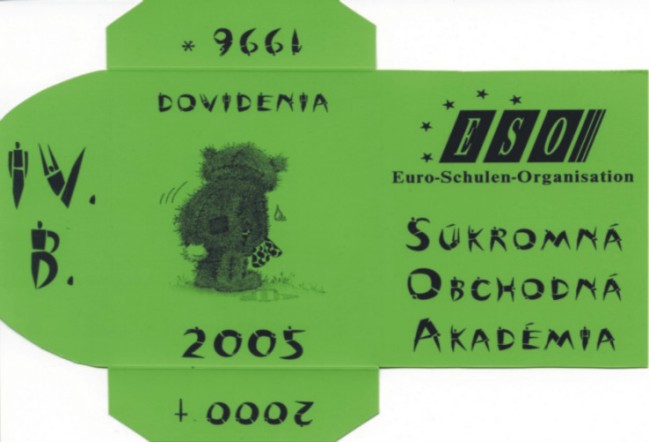 1996 *
DOVIDENIA
IV.
B.
2005
2000 †
ESO
Euro-Schulen-Organisation
SÚKROMNÁ
OBCHODNÁ
AKADÉMIA